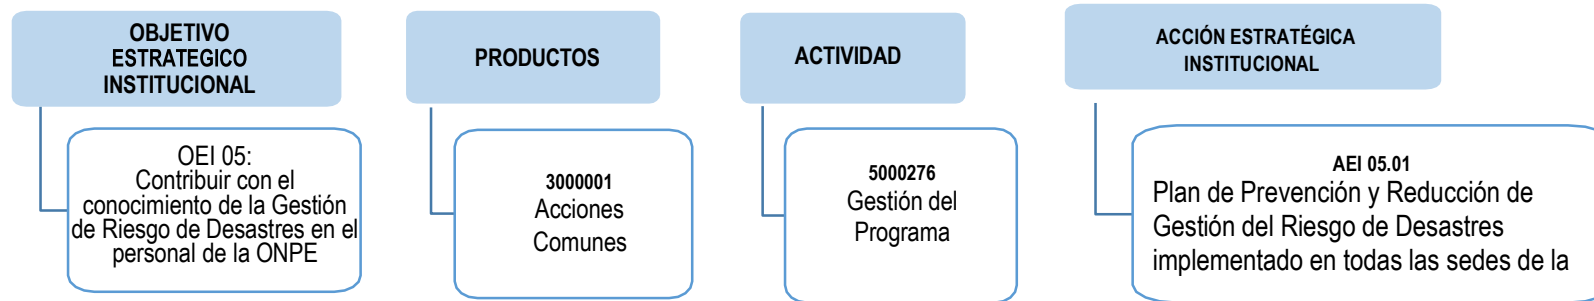 OBJETIVO
ESTRATEGICO
INSTITUCIONAL
OEI 05:
Contribuir con el
conocimiento de la Gestión
de Riesgo de Desastres en el
personal de la ONPE
PRODUCTOS
3000001
Acciones
Comunes
ACTIVIDAD
5000276
Gestión del
Programa
ACCIÓN ESTRATÉGICA
INSTITUCIONAL
AEI 05.01
Plan de Prevención y Reducción de
Gestión del Riesgo de Desastres
implementado en todas las sedes de la